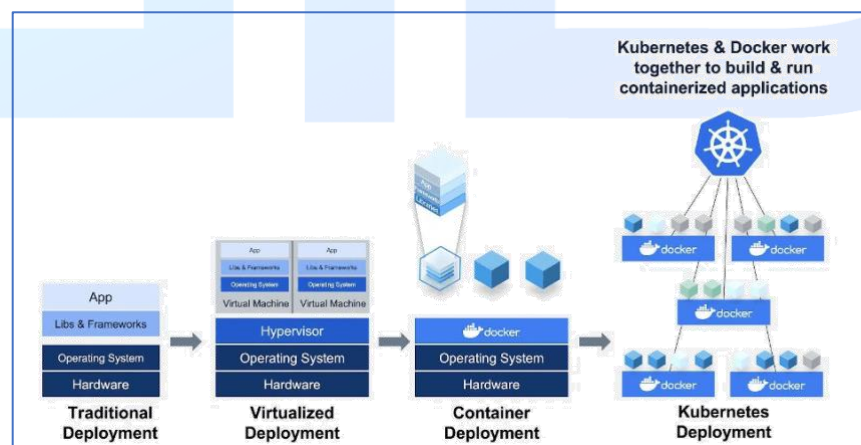 Kubernetes & Docker work
together to build & run
containerized applications
App
Libs & Frameworks
Operating System
Hardware
Traditional
Deployment
App
Libs & Frameworks
Operating System
Virtual Machine
App
Libs & Frameworks
Operating System
Virtual Machine
Hypervisor
Operating System
Hardware
Virtualized
Deployment
App
Libraries
docker
Operating System
Hardware
Container
Deployment
docker
docker
docker
docker
docker
Kubernetes
Deployment